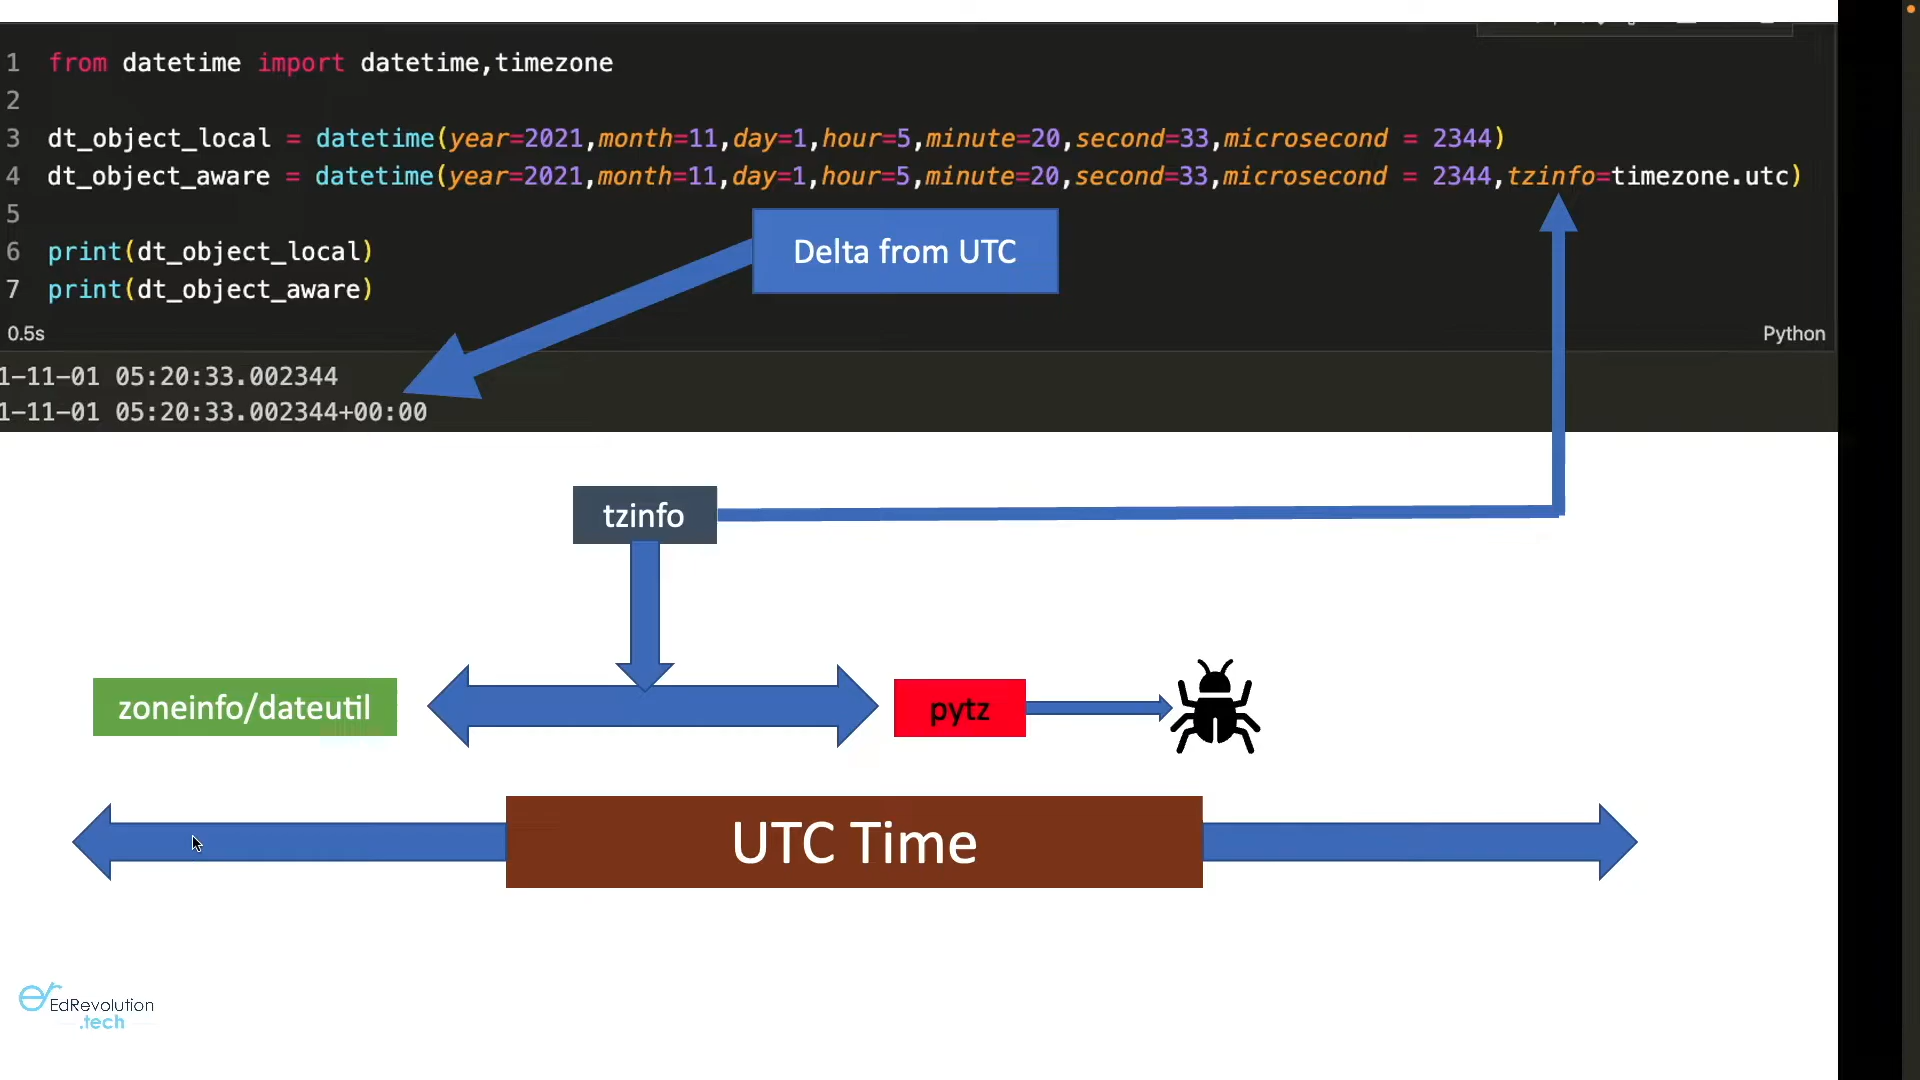 1 from datetime import datetime,timezone
2
3 dt_object_local = datetime(year=2021,month=11,day=1,hour=5,minute=20,second=33,microsecond = 2344)
4 dt_object_aware = datetime(year=2021,month=11,day=1,hour=5,minute=20,second=33,microsecond = 2344,tzinfo=timezone.utc)
5
Delta from UTC
6 print(dt_object_local)
7 print(dt_object_aware)
0.5s
Python
1-11-01 05:20:33.002344
1-11-01 05:20:33.002344+00:00
tzinfo
zoneinfo/dateutil
pytz
UTC Time
er EdRevolution
.tech